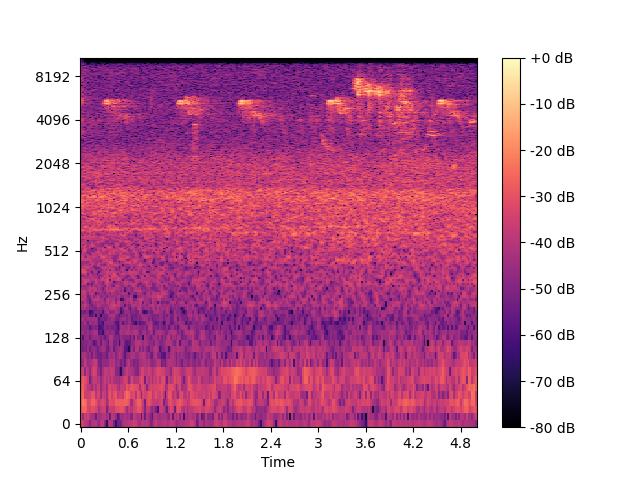 8192
4096
2048
1024
512
256
128
64
0
Hz
0 0.6 1.2 1.8 2.4 3 3.6 4.2 4.8
Time
+0 dB
-10 dB
-20 dB
-30 dB
-40 dB
-50 dB
-60 dB
-70 dB
-80 dB